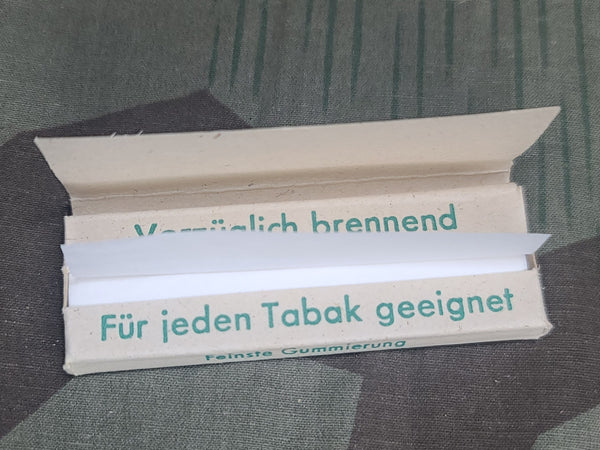 Vorzüglich brennend
Für jeden Tabak geeignet
Feinste Gummierung